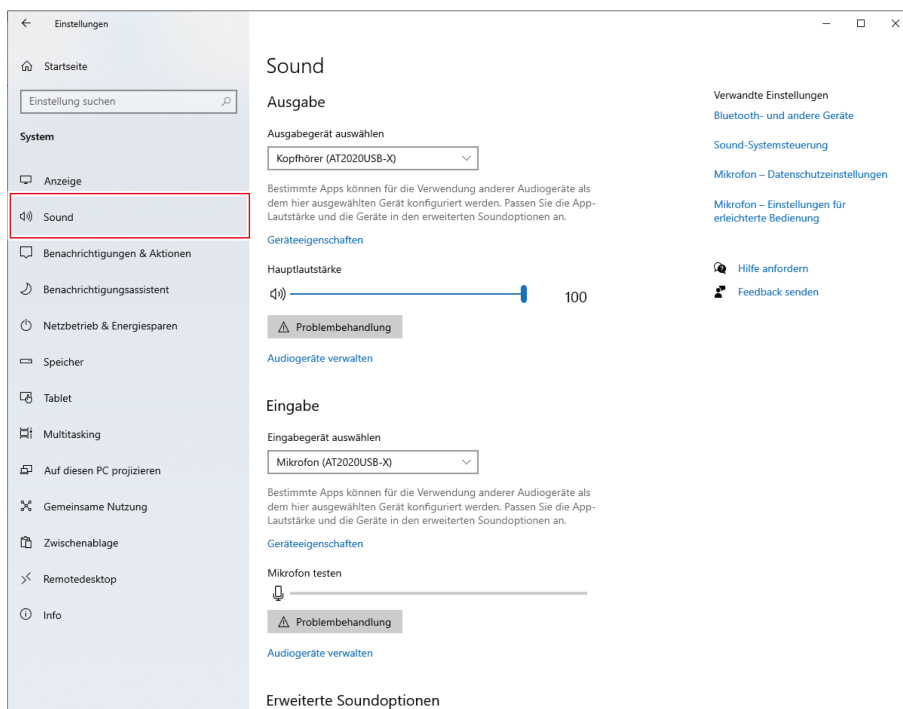 Einstellungen
Startseite
Einstellung suchen
System
Anzeige
Sound
Benachrichtigungen & Aktionen
Benachrichtigungsassistent
Netzbetrieb & Energiesparen
Speicher
Tablet
Multitasking
Auf diesen PC projizieren
Gemeinsame Nutzung
Zwischenablage
Remotedesktop
Info
Sound
Ausgabe
Ausgabegerät auswählen
Kopfhörer (AT2020USB-X)
Bestimmte Apps können für die Verwendung anderer Audiogeräte als
dem hier ausgewählten Gerät konfiguriert werden. Passen Sie die App-
Lautstärke und die Geräte in den erweiterten Soundoptionen an.
Geräteeigenschaften
Hauptlautstärke
100
Problembehandlung
Audiogeräte verwalten
Eingabe
Eingabegerät auswählen
Mikrofon (AT2020USB-X)
Bestimmte Apps können für die Verwendung anderer Audiogeräte als
dem hier ausgewählten Gerät konfiguriert werden. Passen Sie die App-
Lautstärke und die Geräte in den erweiterten Soundoptionen an.
Geräteeigenschaften
Mikrofon testen
Problembehandlung
Audiogeräte verwalten
Erweiterte Soundoptionen
Verwandte Einstellungen
Bluetooth- und andere Geräte
Sound-Systemsteuerung
Mikrofon – Datenschutzeinstellungen
Mikrofon – Einstellungen für
erleichterte Bedienung
Hilfe anfordern
Feedback senden